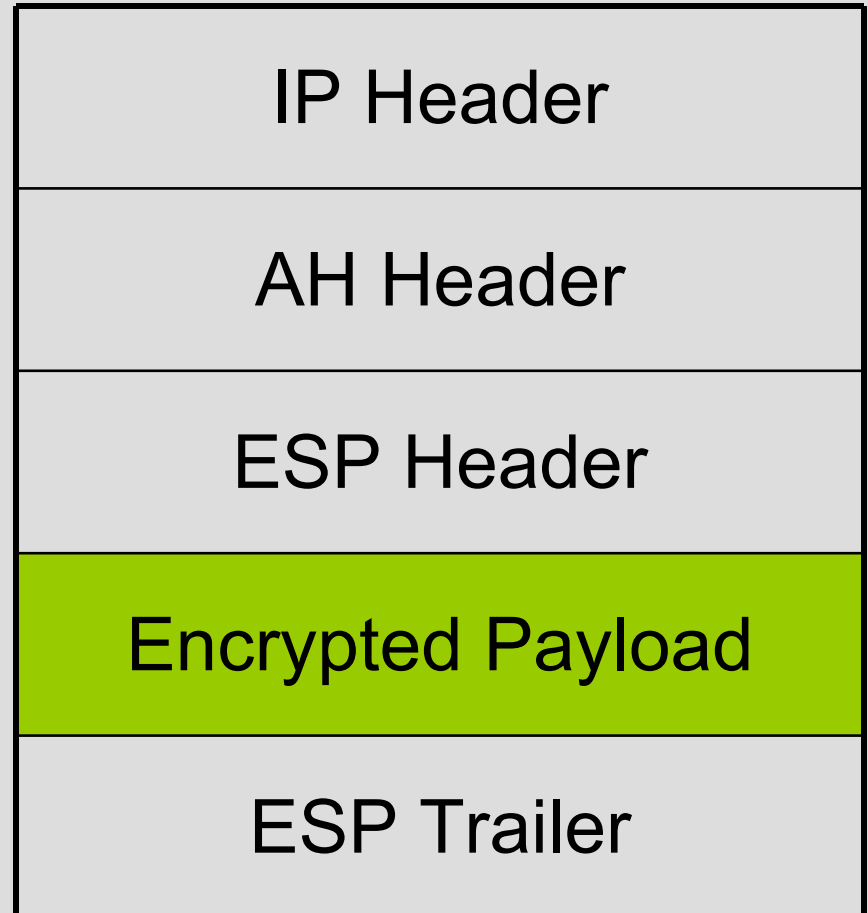 IP Header
AH Header
ESP Header
Encrypted Payload
ESP Trailer